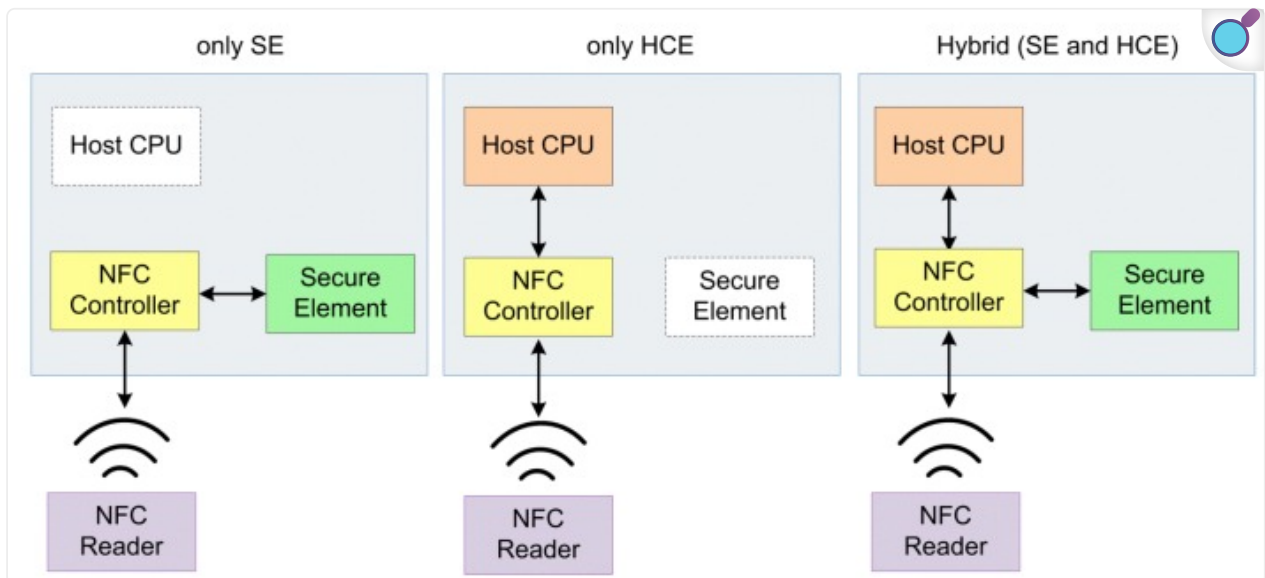 only SE
Host CPU
NFC
Controller
Secure
Element
NFC
Reader
only HCE
Host CPU
NFC
Controller
Secure
Element
NFC
Reader
Hybrid (SE and HCE)
Host CPU
NFC
Controller
Secure
Element
NFC
Reader